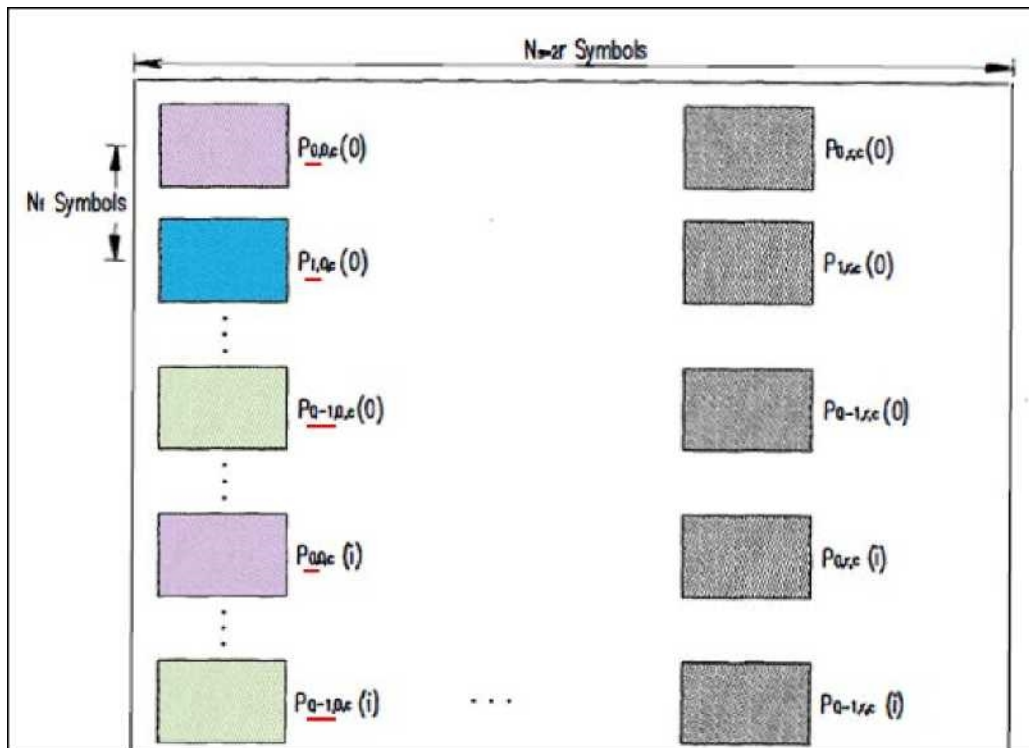 Ns=2r Symbols
P0,0,c(0) P0,r,c(0)
Nf Symbols
P1,0,c(0) P1,r,c(0)
PQ-1,0,c(0) PQ-1,r,c(0)
P0,0,c (i) P0,r,c (i)
PQ-1,0,c (i) ... PQ-1,r,c (i)